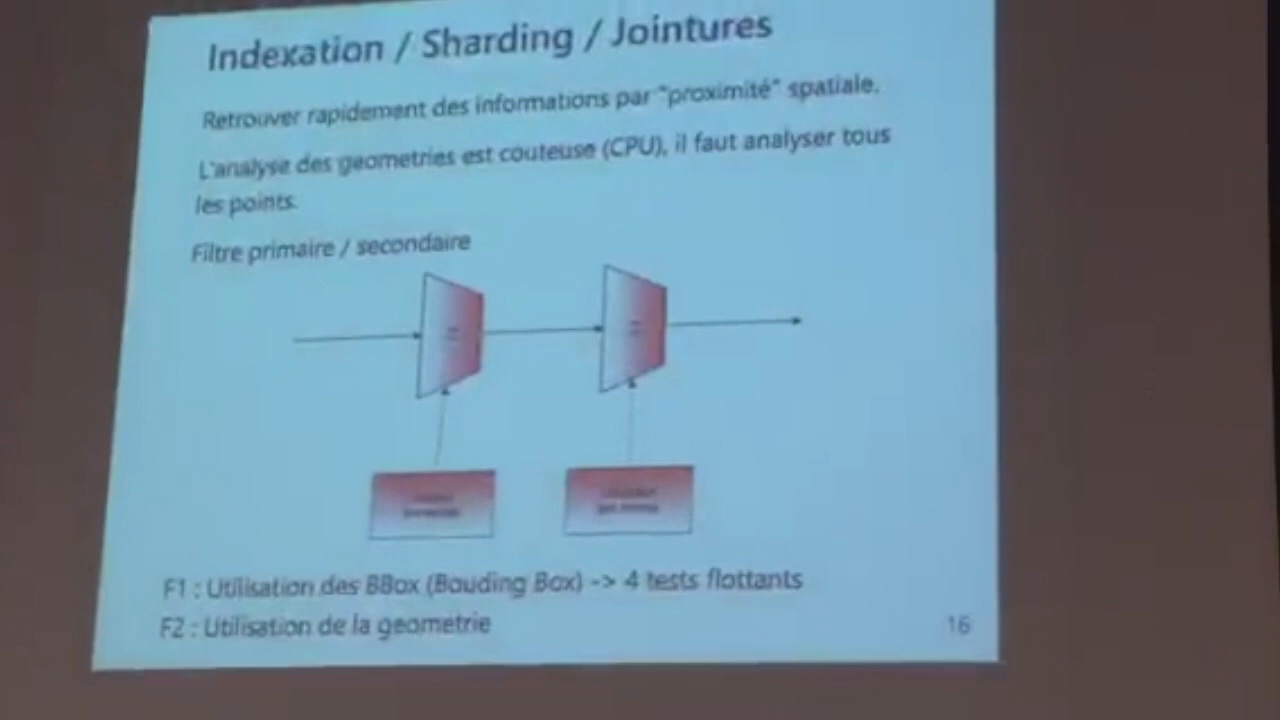 Indexation / Sharding / Jointures
Retrouver rapidement des informations par "proximité" spatiale.
L'analyse des geometries est couteuse (CPU), il faut analyser tous
les points.
Filtre primaire / secondaire
F1 : Utilisation des BBox (Bouding Box) -> 4 tests flottants
F2 : Utilisation de la geometrie
16